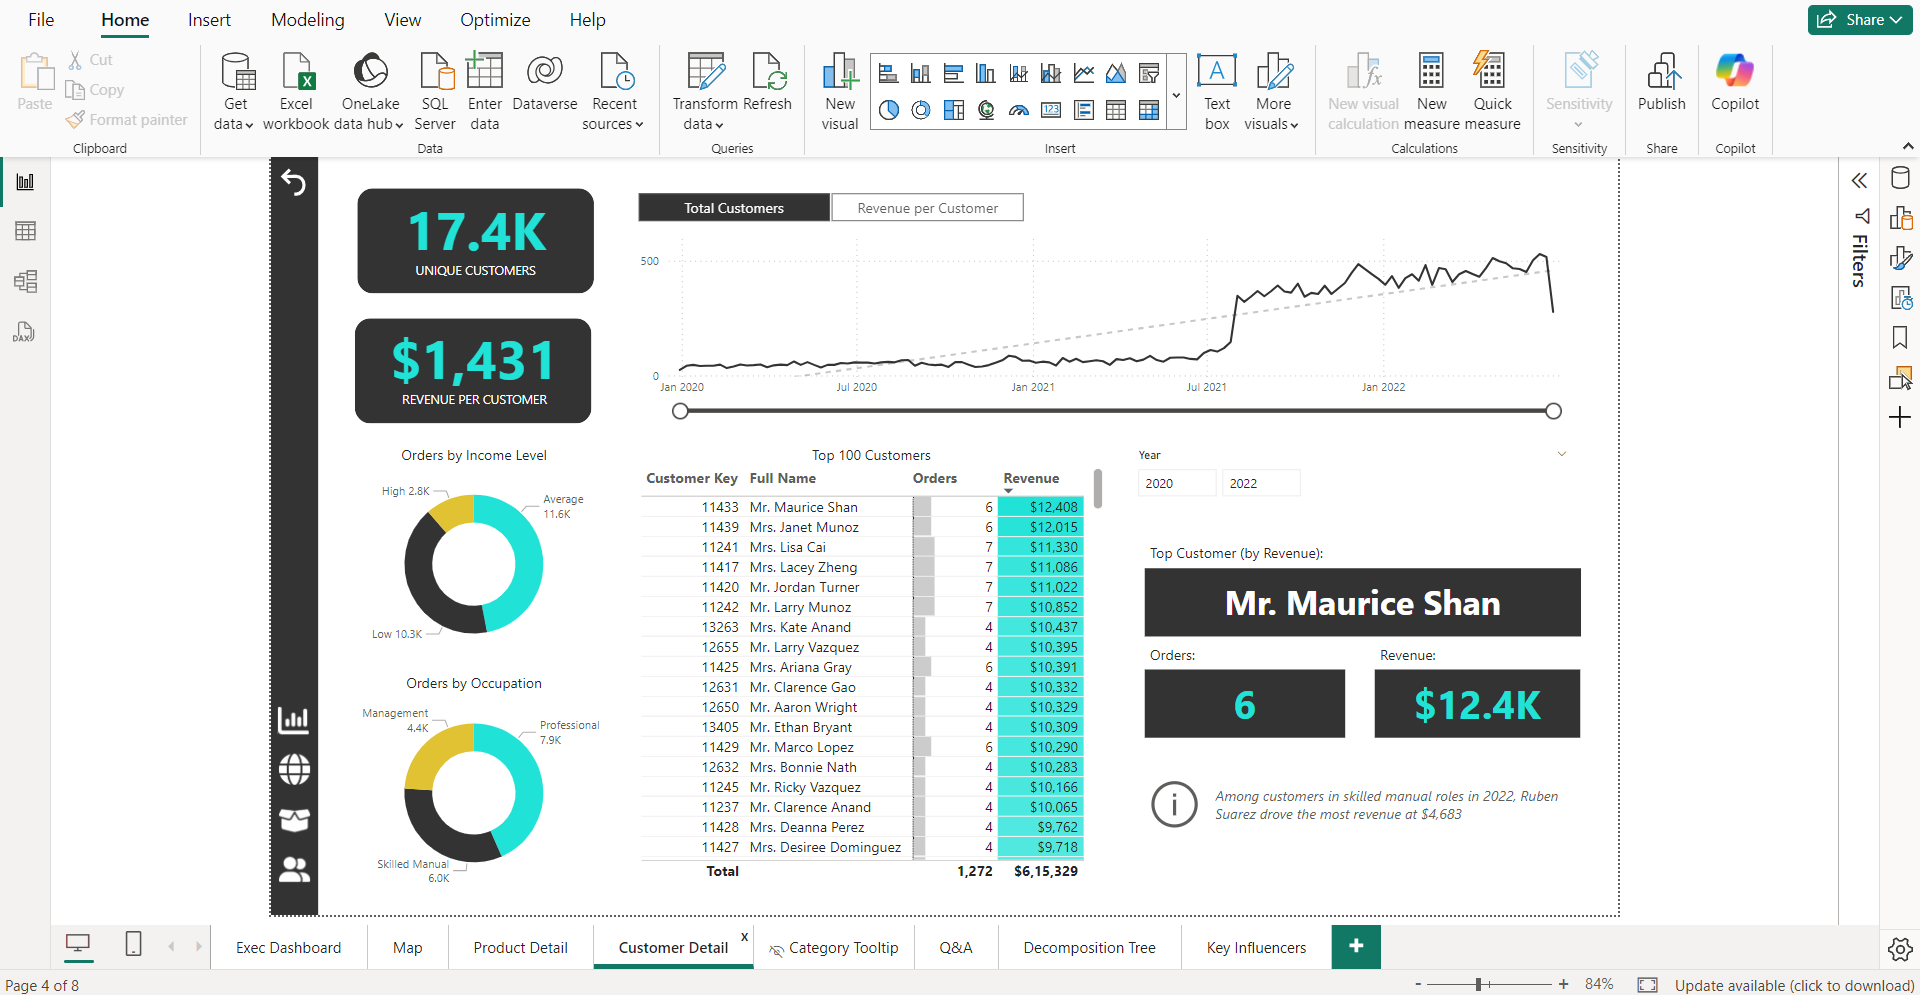 File Home Insert Modeling View Optimize Help
Share
Paste
Cut
Copy
Format painter
Clipboard
Get data
Excel workbook
OneLake data hub
SQL Server
Enter data
Dataverse
Recent sources
Data
Transform data
Refresh
Queries
New visual
123
A
Text box
More visuals
Insert
fx
New visual calculation
New measure
Quick measure
Calculations
Sensitivity
Sensitivity
Publish
Share
Copilot
Copilot
DAX
17.4K
UNIQUE CUSTOMERS
$1,431
REVENUE PER CUSTOMER
Total Customers Revenue per Customer
500
0
Jan 2020 Jul 2020 Jan 2021 Jul 2021 Jan 2022
Filters
Orders by Income Level
High 2.8K
Average
11.6K
Low 10.3K
Orders by Occupation
Management
4.4K
Professional
7.9K
Skilled Manual
6.0K
Top 100 Customers
Customer Key Full Name Orders Revenue
11433 Mr. Maurice Shan 6 $12,408
11439 Mrs. Janet Munoz 6 $12,015
11241 Mrs. Lisa Cai 7 $11,330
11417 Mrs. Lacey Zheng 7 $11,086
11420 Mr. Jordan Turner 7 $11,022
11242 Mr. Larry Munoz 7 $10,852
13263 Mrs. Kate Anand 4 $10,437
12655 Mr. Larry Vazquez 4 $10,395
11425 Mrs. Ariana Gray 6 $10,391
12631 Mr. Clarence Gao 4 $10,332
12650 Mr. Aaron Wright 4 $10,329
13405 Mr. Ethan Bryant 4 $10,309
11429 Mr. Marco Lopez 6 $10,290
12632 Mrs. Bonnie Nath 4 $10,283
11245 Mr. Ricky Vazquez 4 $10,166
11237 Mr. Clarence Anand 4 $10,065
11428 Mrs. Deanna Perez 4 $9,762
11427 Mrs. Desiree Dominguez 4 $9,718
Total 1,272 $6,15,329
Year
2020 2022
Top Customer (by Revenue):
Mr. Maurice Shan
Orders: Revenue:
6 $12.4K
Among customers in skilled manual roles in 2022, Ruben
Suarez drove the most revenue at $4,683
Exec Dashboard Map Product Detail Customer Detail x Category Tooltip Q&A Decomposition Tree Key Influencers +
Page 4 of 8
- + 84% Update available (click to download)